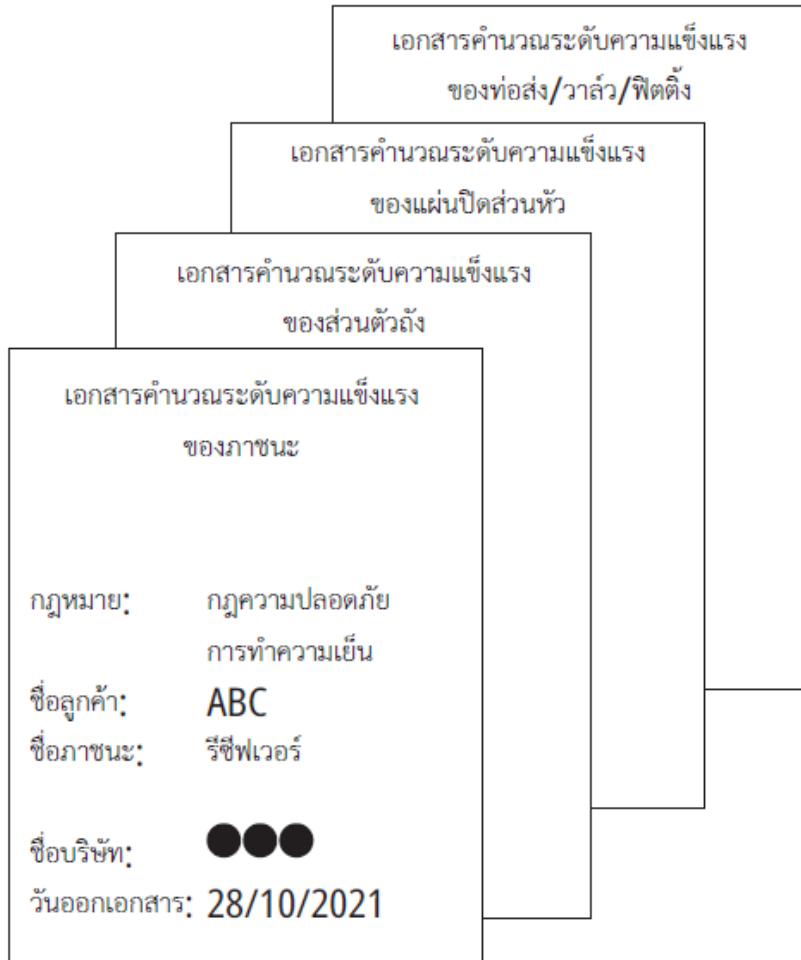 เอกสารคำนวณระดับความแข็งแรง
ของท่อส่ง/วาล์ว/ฟิตติ้ง
เอกสารคำนวณระดับความแข็งแรง
ของแผ่นปิดส่วนหัว
เอกสารคำนวณระดับความแข็งแรง
ของส่วนตัวถัง
เอกสารคำนวณระดับความแข็งแรง
ของภาชนะ
กฎหมาย: กฎความปลอดภัย
การทำความเย็น
ชื่อลูกค้า: ABC
ชื่อภาชนะ: รีซีฟเวอร์
ชื่อบริษัท: ●●●
วันออกเอกสาร: 28/10/2021